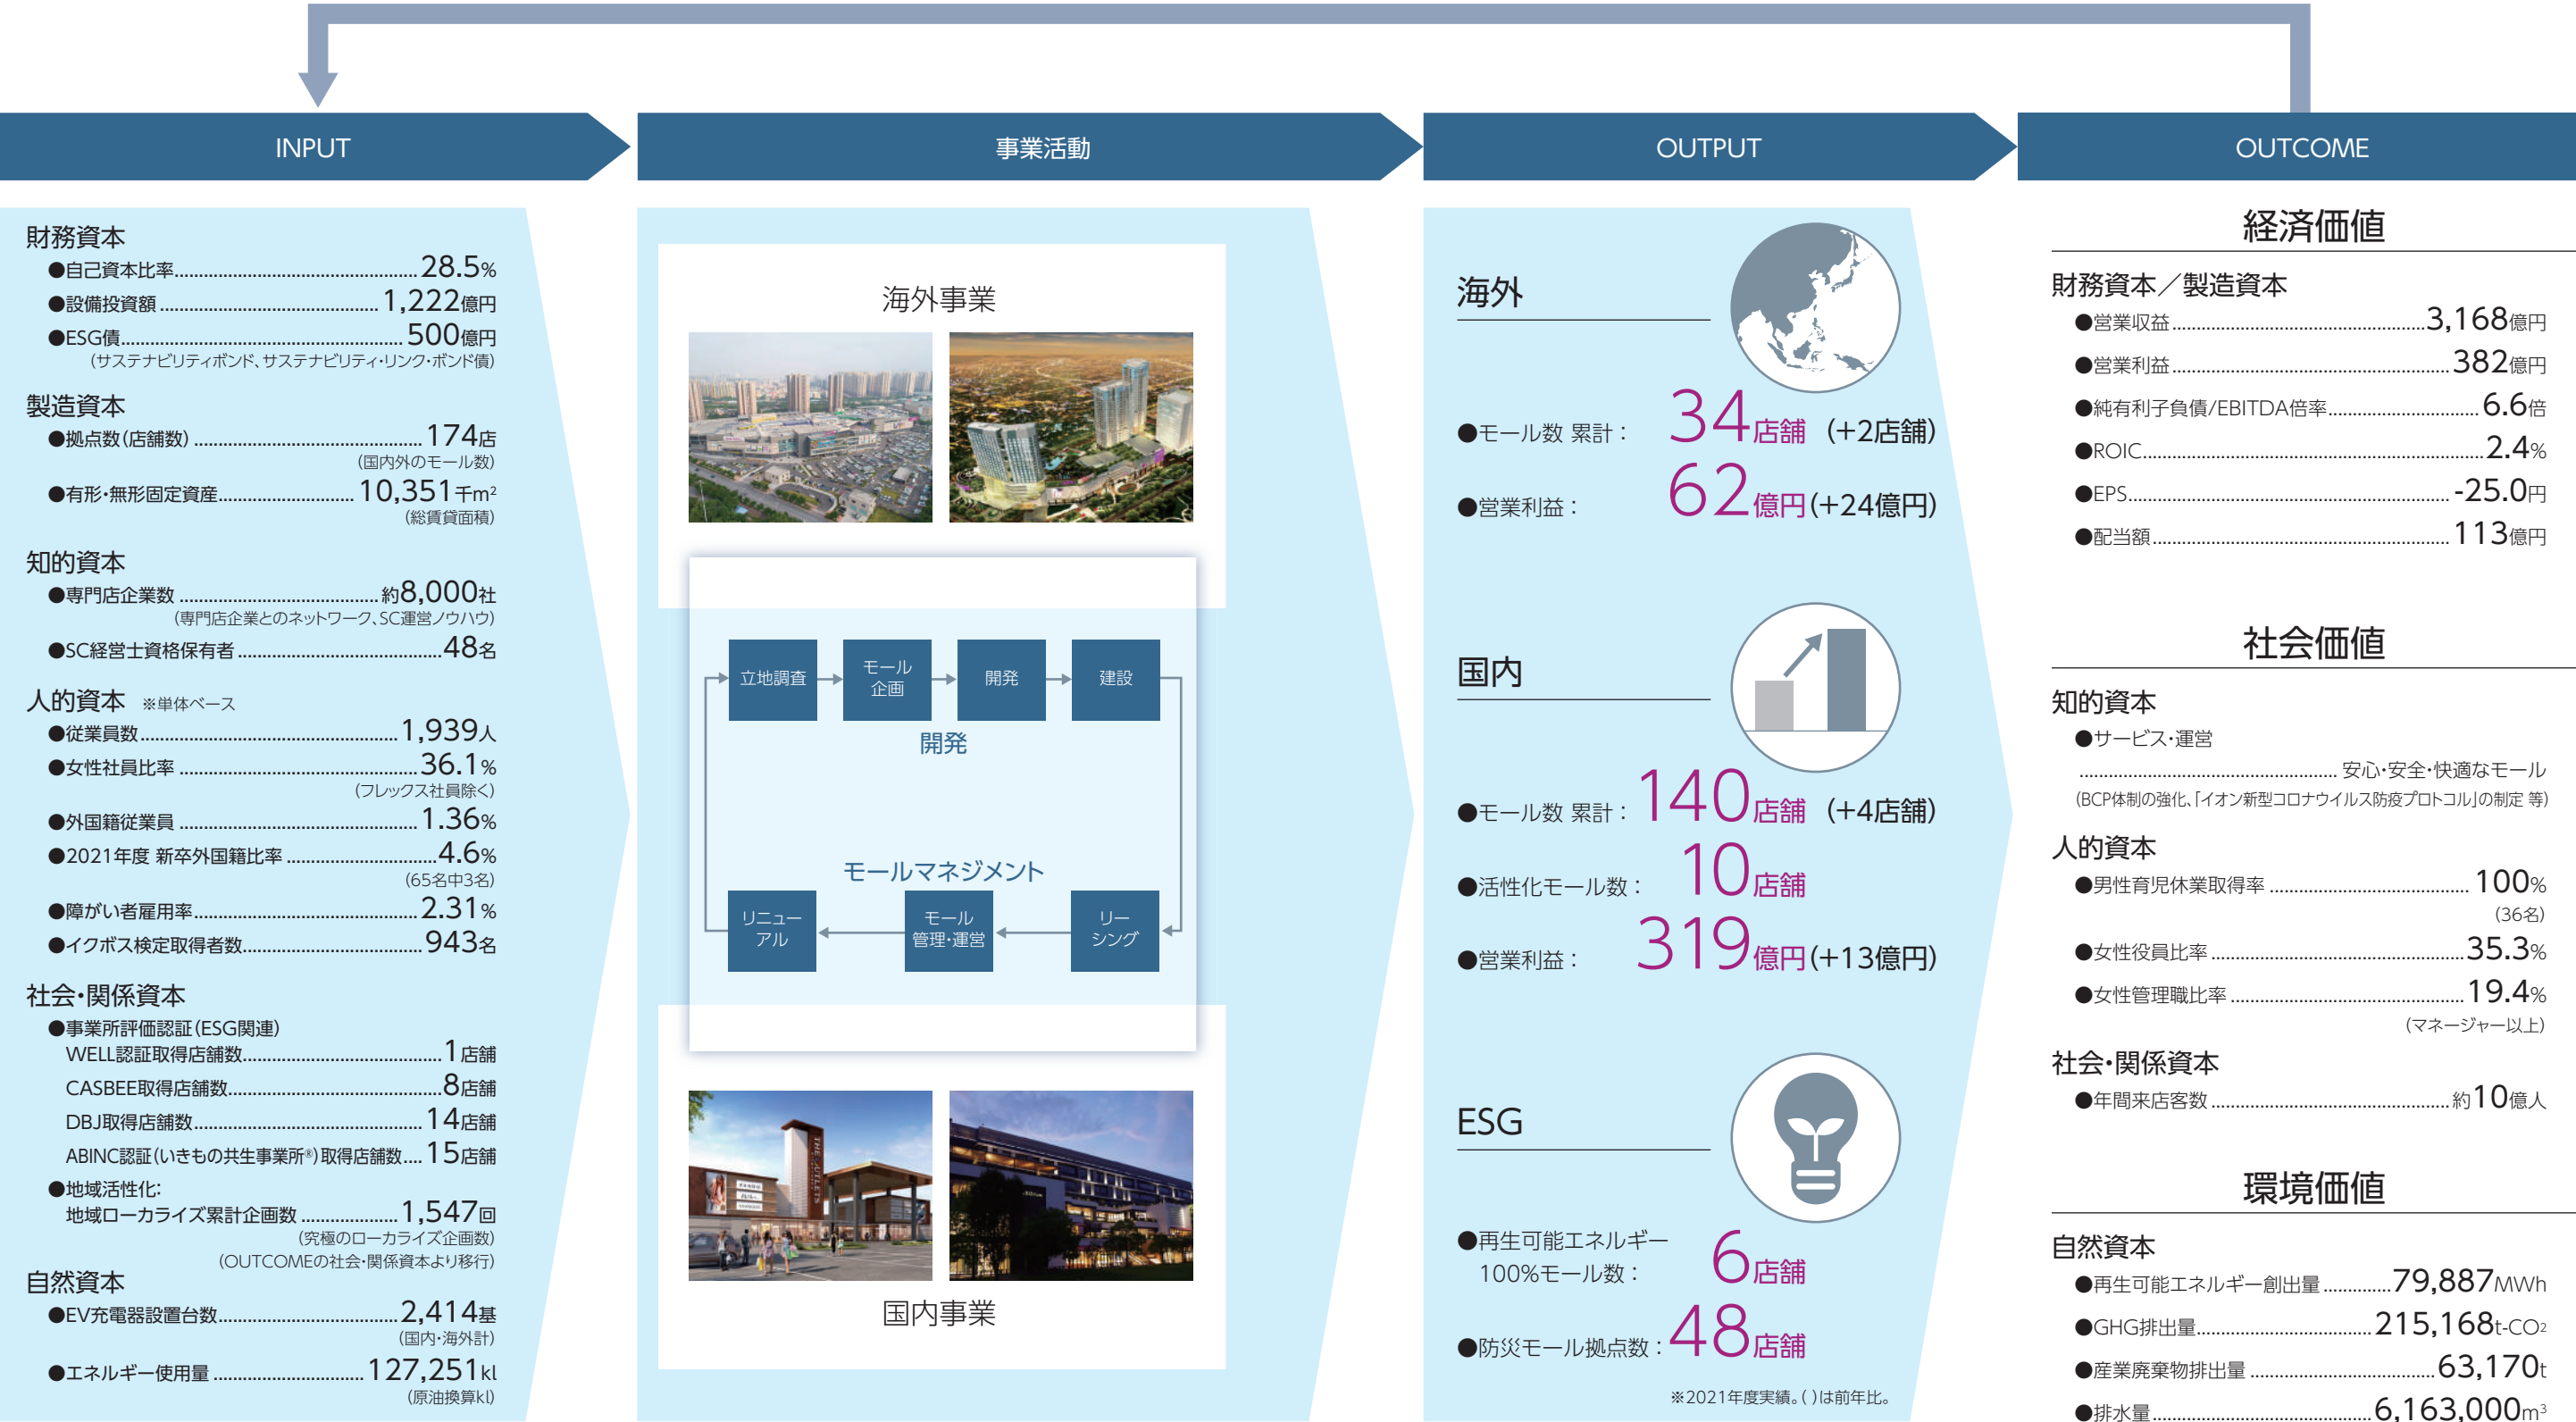 INPUT
事業活動
OUTPUT
OUTCOME
財務資本
●自己資本比率 28.5%
●設備投資額 1,222億円
●ESG債 500億円
(サステナビリティボンド、サステナビリティ・リンク・ボンド債)
製造資本
●拠点数(店舗数) 174店
(国内外のモール数)
●有形・無形固定資産 10,351千m²
(総賃貸面積)
知的資本
●専門店企業数 約8,000社
(専門店企業とのネットワーク、SC運営ノウハウ)
●SC経営士資格保有者 48名
人的資本 ※単体ベース
●従業員数 1,939人
●女性社員比率 36.1%
(フレックス社員除く)
●外国籍従業員 1.36%
●2021年度 新卒外国籍比率 4.6%
(65名中3名)
●障がい者雇用率 2.31%
●イクボス検定取得者数 943名
社会・関係資本
●事業所評価認証(ESG関連)
WELL認証取得店舗数 1店舗
CASBEE取得店舗数 8店舗
DBJ取得店舗数 14店舗
ABINC認証(いきもの共生事業所®)取得店舗数 15店舗
●地域活性化:
地域ローカライズ累計企画数 1,547回
(究極のローカライズ企画数)
(OUTCOMEの社会・関係資本より移行)
自然資本
●EV充電器設置台数 2,414基
(国内・海外計)
●エネルギー使用量 127,251kl
(原油換算kl)
海外事業
立地調査
モール
企画
開発
建設
開発
モールマネジメント
リニュー
アル
モール
管理・運営
リー
シング
国内事業
海外
●モール数 累計： 34店舗 (+2店舗)
●営業利益： 62億円(+24億円)
国内
●モール数 累計： 140店舗 (+4店舗)
●活性化モール数： 10店舗
●営業利益： 319億円(+13億円)
ESG
●再生可能エネルギー
100%モール数： 6店舗
●防災モール拠点数： 48店舗
※2021年度実績。( )は前年比。
経済価値
財務資本／製造資本
●営業収益 3,168億円
●営業利益 382億円
●純有利子負債/EBITDA倍率 6.6倍
●ROIC 2.4%
●EPS -25.0円
●配当額 113億円
社会価値
知的資本
●サービス・運営
安心・安全・快適なモール
(BCP体制の強化、「イオン新型コロナウイルス防疫プロトコル」の制定 等)
人的資本
●男性育児休業取得率 100%
(36名)
●女性役員比率 35.3%
●女性管理職比率 19.4%
(マネージャー以上)
社会・関係資本
●年間来店客数 約10億人
環境価値
自然資本
●再生可能エネルギー創出量 79,887MWh
●GHG排出量 215,168t-CO2
●産業廃棄物排出量 63,170t
●排水量 6,163,000m³